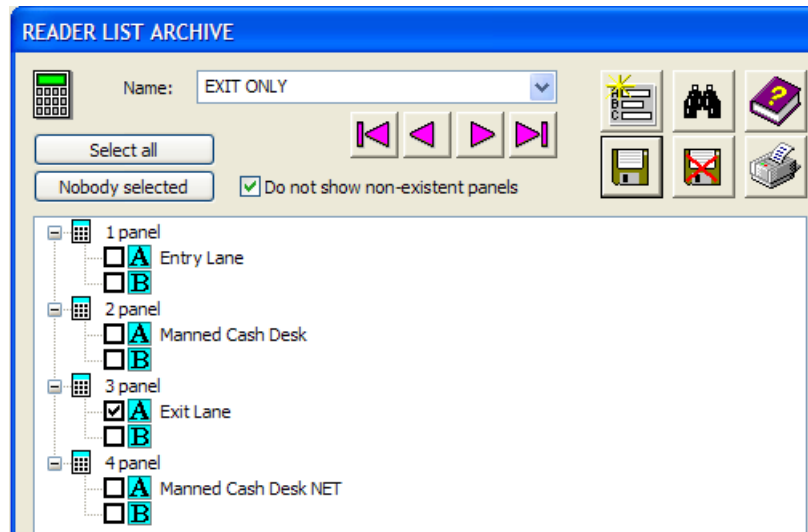 READER LIST ARCHIVE
Name: EXIT ONLY
Select all
Nobody selected
Do not show non-existent panels
1 panel
A Entry Lane
B
2 panel
A Manned Cash Desk
B
3 panel
A Exit Lane
B
4 panel
A Manned Cash Desk NET
B